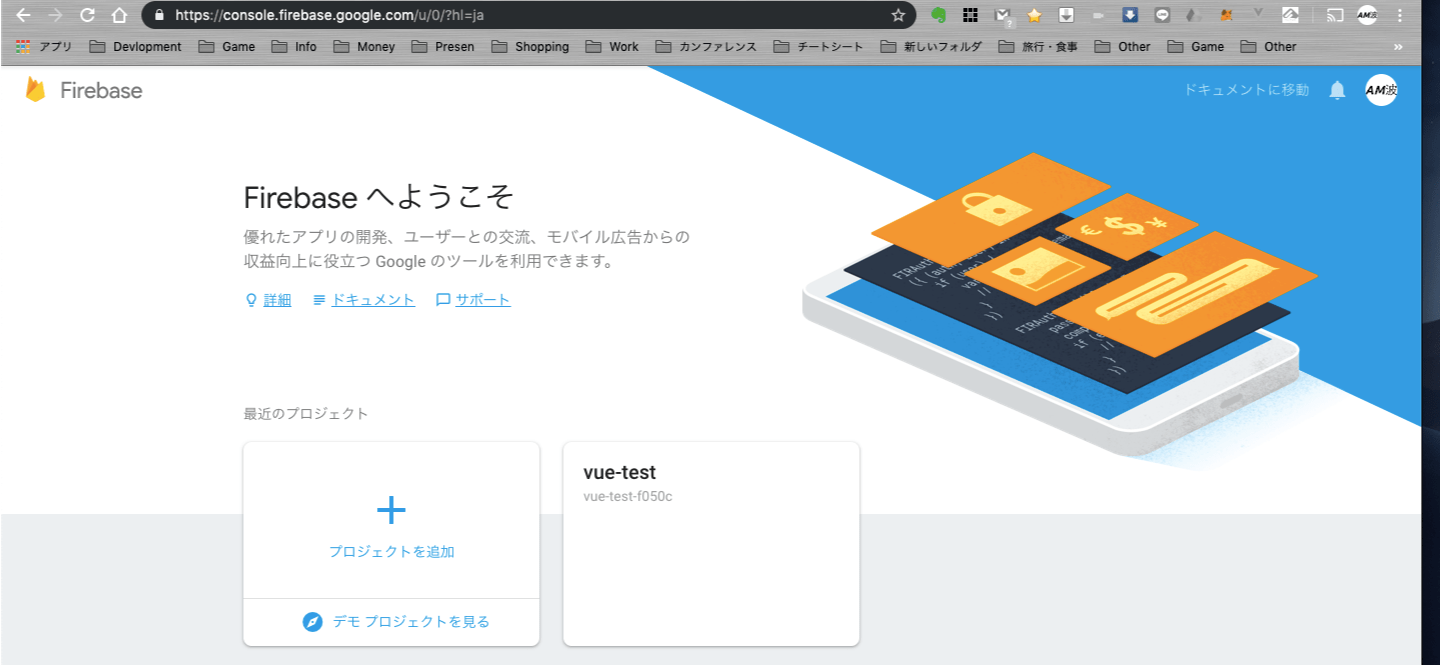 https://console.firebase.google.com/u/0/?hl=ja
アプリ Devlopment Game Info Money Presen Shopping Work カンファレンス チートシート 新しいフォルダ 旅行・食事 Other Game Other »
Firebase
ドキュメントに移動
AM波
Firebase へようこそ
優れたアプリの開発、ユーザーとの交流、モバイル広告からの
収益向上に役立つ Google のツールを利用できます。
詳細 ドキュメント サポート
最近のプロジェクト
プロジェクトを追加
デモ プロジェクトを見る
vue-test
vue-test-f050c